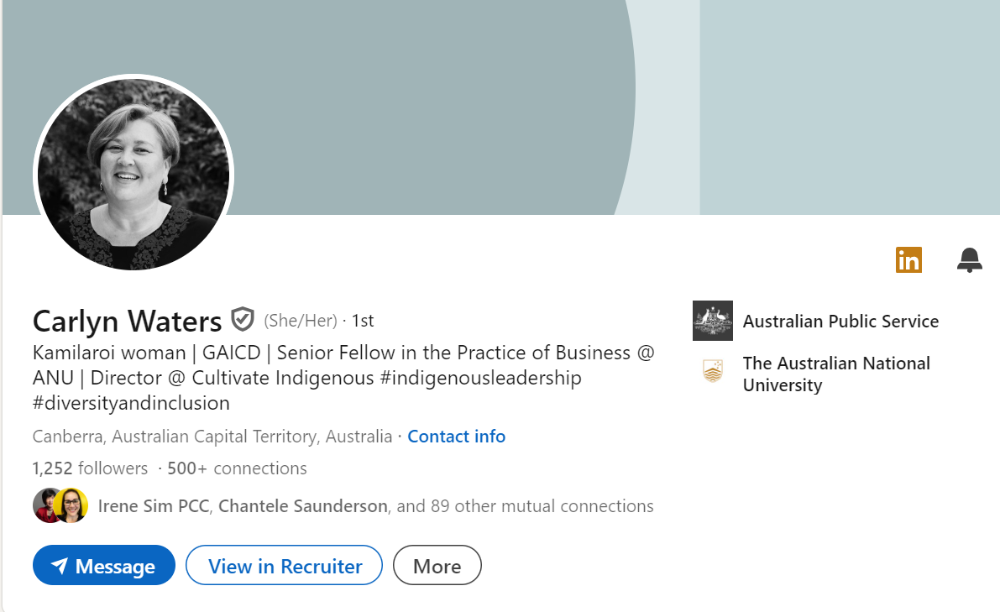 in
Carlyn Waters (She/Her) · 1st
Kamilaroi woman | GAICD | Senior Fellow in the Practice of Business @
ANU | Director @ Cultivate Indigenous #indigenousleadership
#diversityandinclusion
Canberra, Australian Capital Territory, Australia · Contact info
1,252 followers · 500+ connections
Irene Sim PCC, Chantele Saunderson, and 89 other mutual connections
Message
View in Recruiter
More
Australian Public Service
The Australian National
University